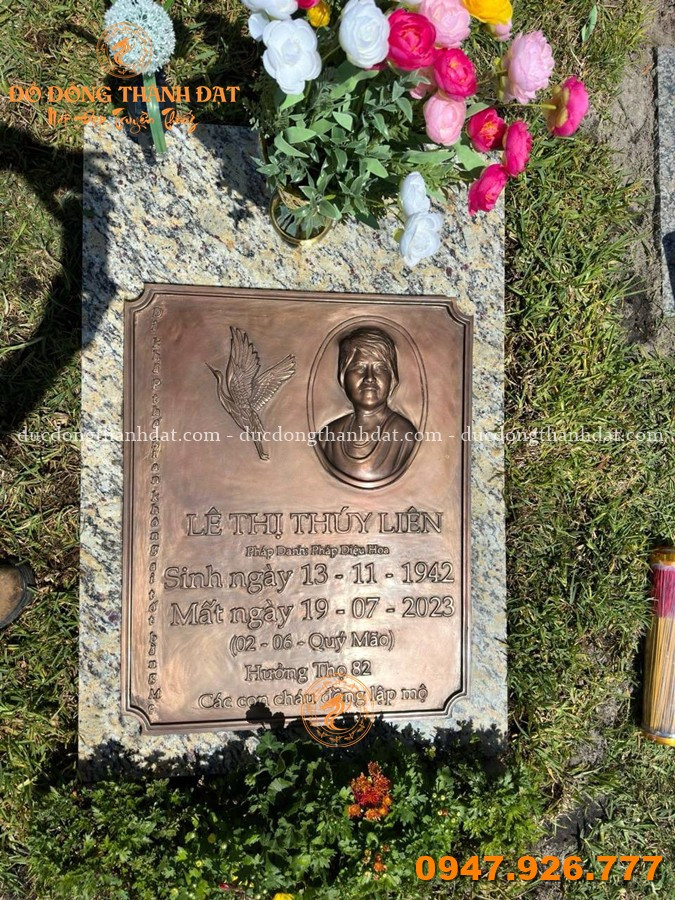 ĐỒ ĐỒNG THÀNH ĐẠT
ducdongthanhdat.com - ducdongthanhdat.com - ducdongthanhdat.com
LÊ THỊ THÚY LIÊN
Pháp Danh: Pháp Diệu Hoa
Sinh ngày 13 - 11 - 1942
Mất ngày 19 - 07 - 2023
(02 - 06 - Quý Mão)
Hưởng Thọ 82
Các con cháu đồng lập mộ
0947.926.777